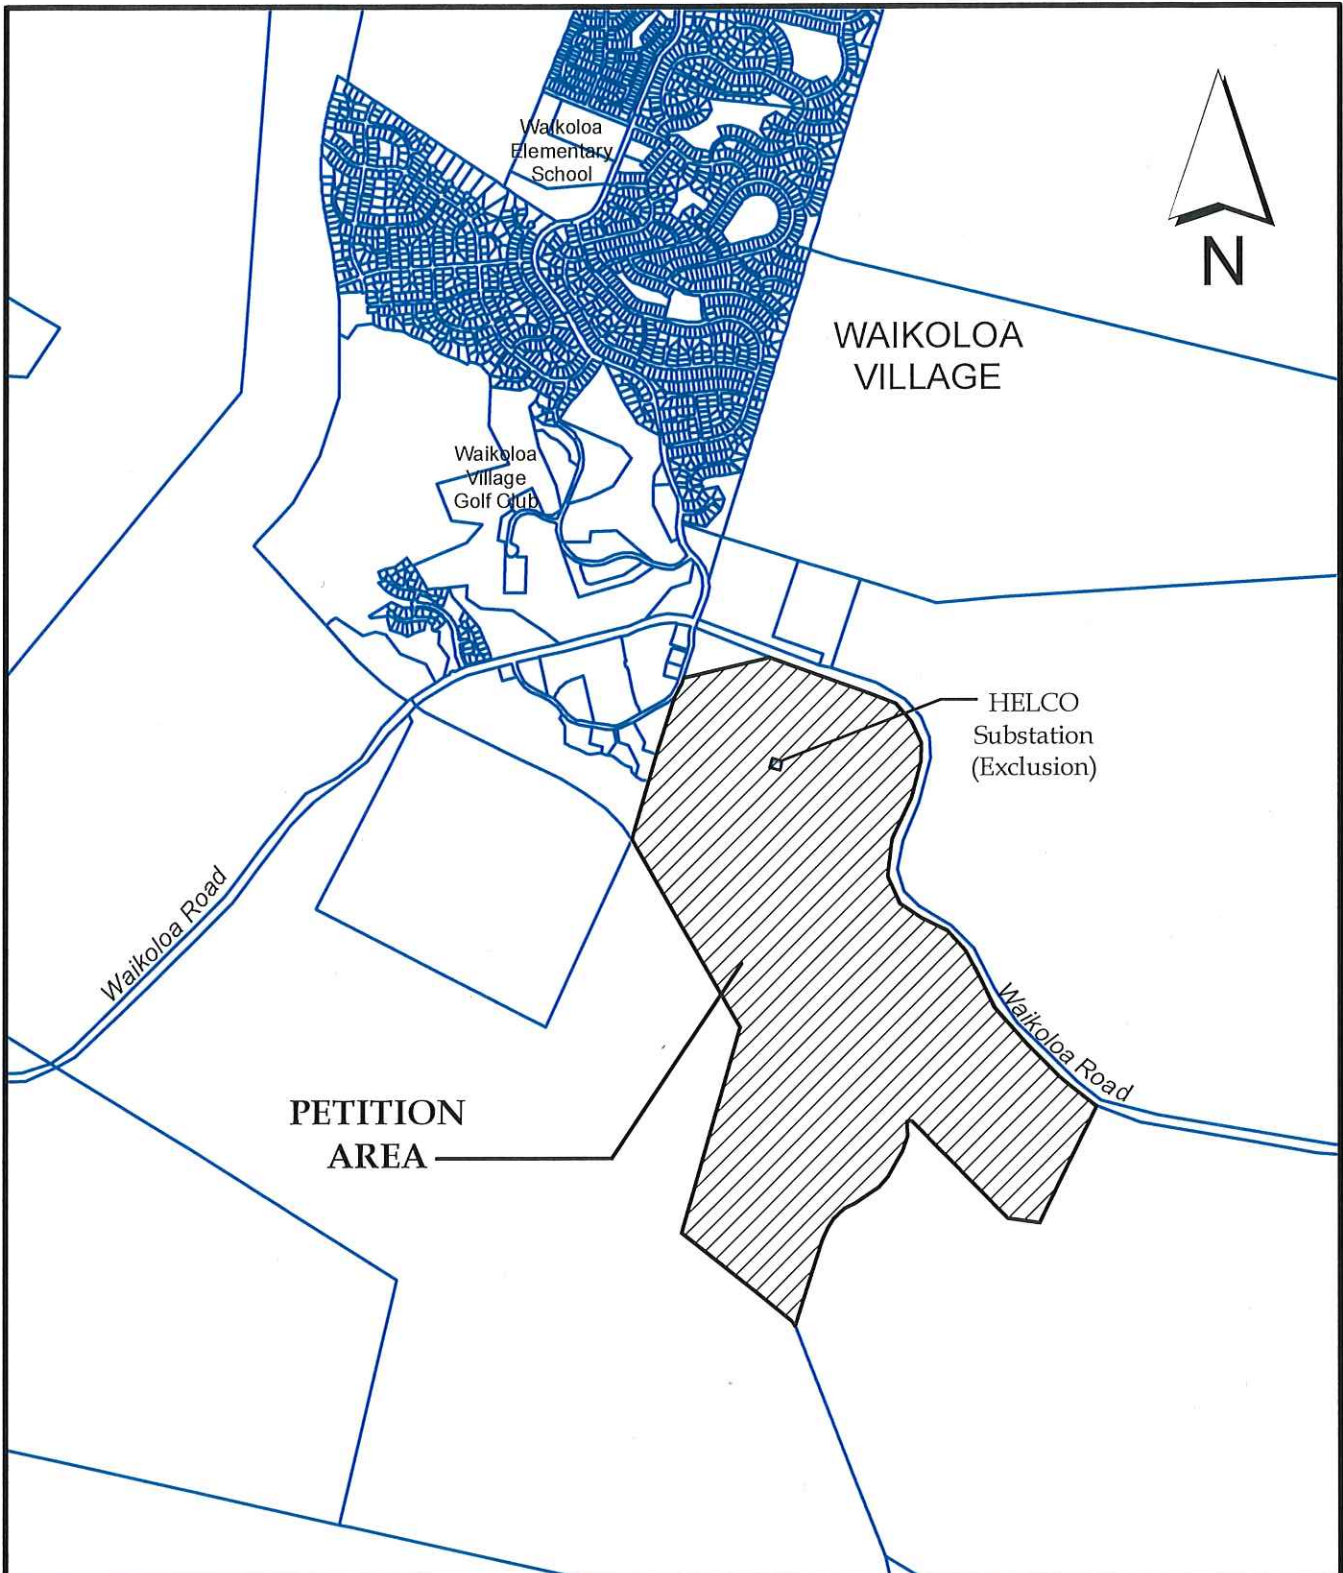 Waikoloa
Elementary
School
N
WAIKOLOA
VILLAGE
Waikoloa
Village
Golf Club
HELCO
Substation
(Exclusion)
Waikoloa Road
Waikoloa Road
PETITION
AREA